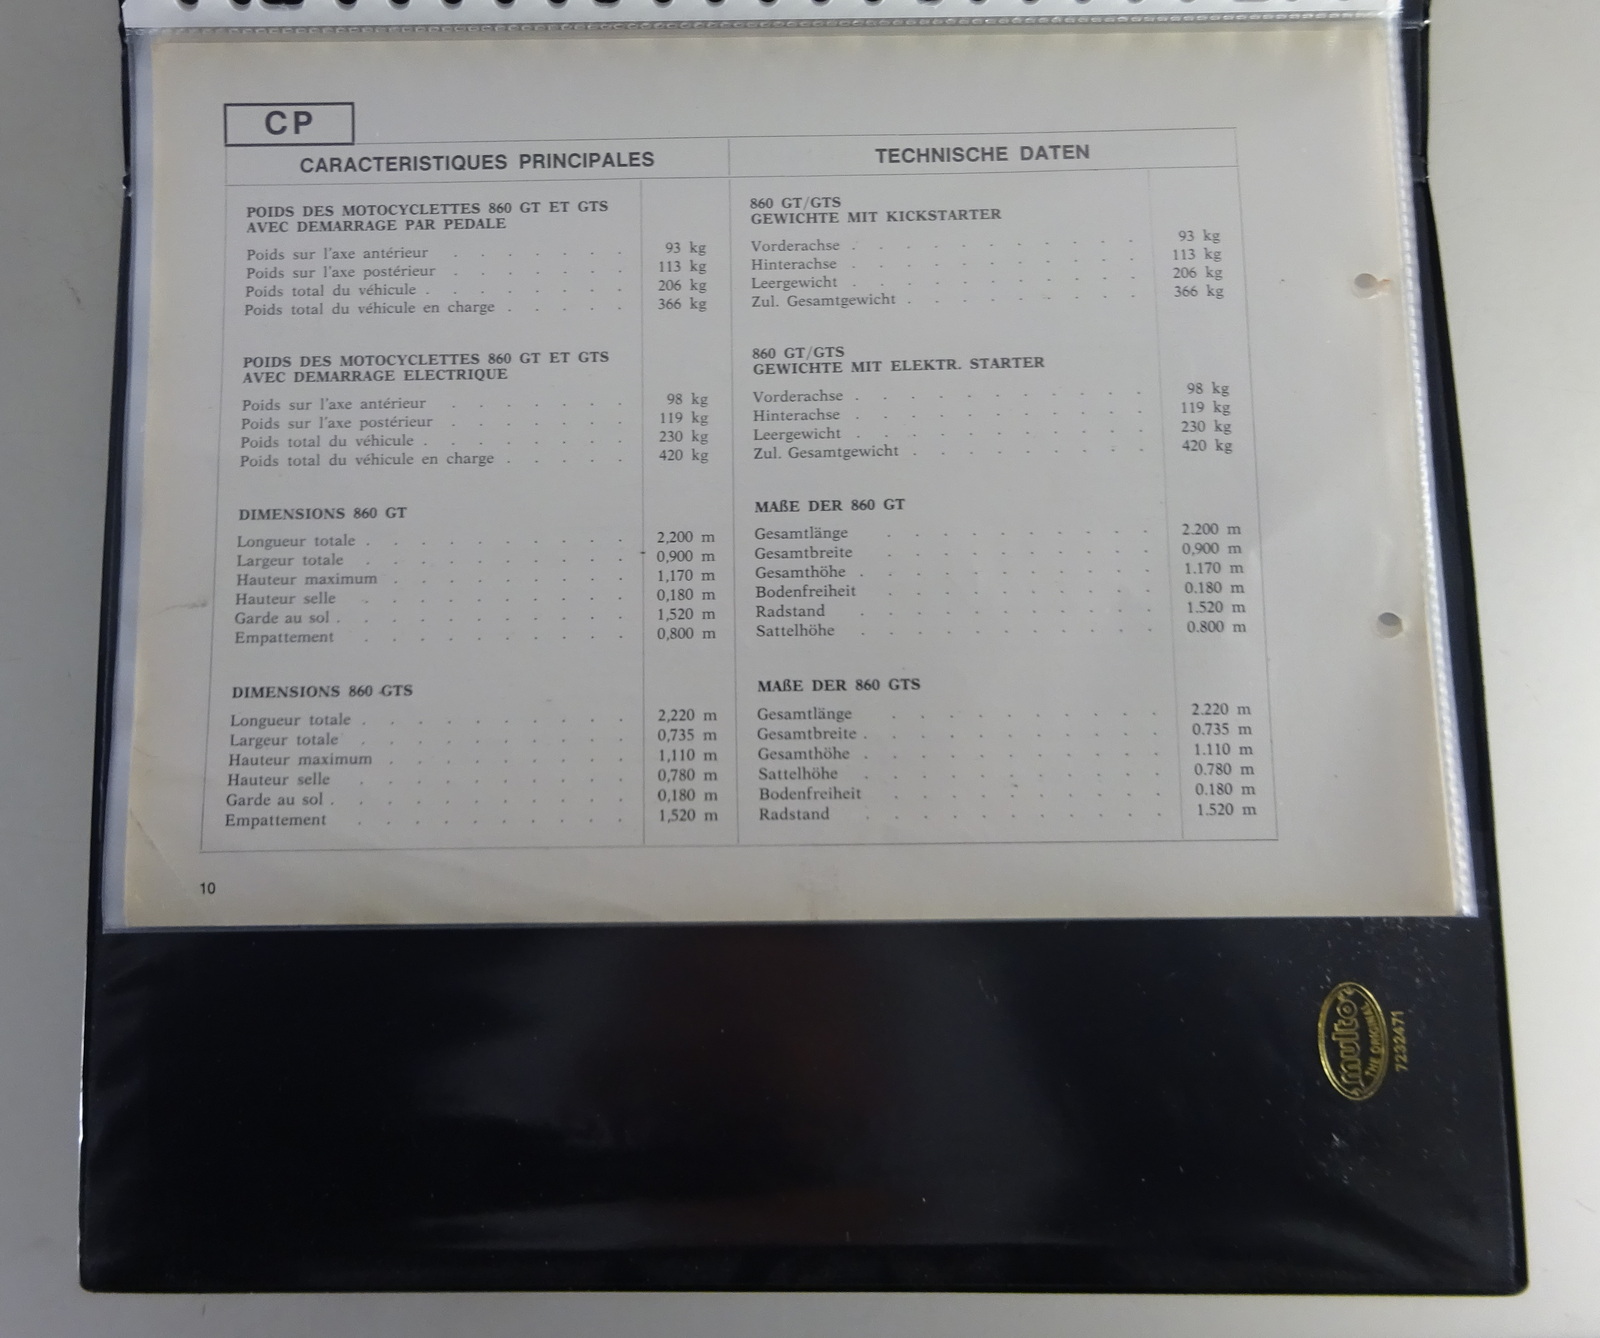 CP
CARACTERISTIQUES PRINCIPALES
POIDS DES MOTOCYCLETTES 860 GT ET GTS
AVEC DEMARRAGE PAR PEDALE
Poids sur l'axe antérieur . . . . . . . 93 kg
Poids sur l'axe postérieur . . . . . . . 113 kg
Poids total du véhicule . . . . . . . . 206 kg
Poids total du véhicule en charge . . . . . 366 kg
POIDS DES MOTOCYCLETTES 860 GT ET GTS
AVEC DEMARRAGE ELECTRIQUE
Poids sur l'axe antérieur . . . . . . . 98 kg
Poids sur l'axe postérieur . . . . . . . 119 kg
Poids total du véhicule . . . . . . . . 230 kg
Poids total du véhicule en charge . . . . . 420 kg
DIMENSIONS 860 GT
Longueur totale . . . . . . . . . . 2,200 m
Largeur totale . . . . . . . . . 0,900 m
Hauteur maximum . . . . . . . . . 1,170 m
Hauteur selle . . . . . . . . . . 0,180 m
Garde au sol . . . . . . . . . . . 1,520 m
Empattement . . . . . . . . . . 0,800 m
DIMENSIONS 860 GTS
Longueur totale . . . . . . . . . . 2,220 m
Largeur totale . . . . . . . . . . 0,735 m
Hauteur maximum . . . . . . . . . 1,110 m
Hauteur selle . . . . . . . . . . 0,780 m
Garde au sol . . . . . . . . . . . 0,180 m
Empattement . . . . . . . . . . 1,520 m
TECHNISCHE DATEN
860 GT/GTS
GEWICHTE MIT KICKSTARTER
Vorderachse . . . . . . . . . . . 93 kg
Hinterachse . . . . . . . . . . . 113 kg
Leergewicht . . . . . . . . . . . 206 kg
Zul. Gesamtgewicht . . . . . . . . . 366 kg
860 GT/GTS
GEWICHTE MIT ELEKTR. STARTER
Vorderachse . . . . . . . . . . . 98 kg
Hinterachse . . . . . . . . . . . 119 kg
Leergewicht . . . . . . . . . . . 230 kg
Zul. Gesamtgewicht . . . . . . . . . 420 kg
MAßE DER 860 GT
Gesamtlänge . . . . . . . . . . 2.200 m
Gesamtbreite . . . . . . . . . . 0,900 m
Gesamthöhe . . . . . . . . . . . 1.170 m
Bodenfreiheit . . . . . . . . . . 0.180 m
Radstand . . . . . . . . . . . 1.520 m
Sattelhöhe . . . . . . . . . . . 0.800 m
MAßE DER 860 GTS
Gesamtlänge . . . . . . . . . . 2.220 m
Gesamtbreite . . . . . . . . . . . 0.735 m
Gesamthöhe . . . . . . . . . . . 1.110 m
Sattelhöhe . . . . . . . . . . . 0.780 m
Bodenfreiheit . . . . . . . . . . 0.180 m
Radstand . . . . . . . . . . . 1.520 m
10
multo
THE ORIGINAL
7232471